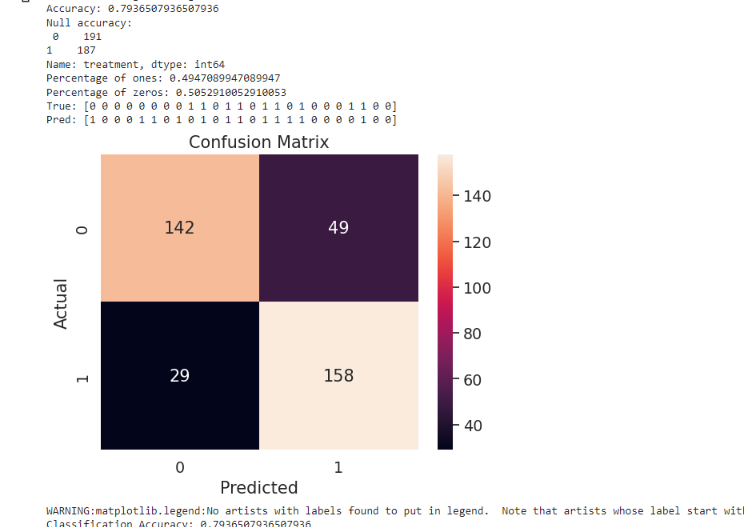 Accuracy: 0.7936507936507936
Null accuracy:
0 191
1 187
Name: treatment, dtype: int64
Percentage of ones: 0.4947089947089947
Percentage of zeros: 0.5052910052910053
True: [0 0 0 0 0 0 0 0 1 1 0 1 1 0 1 1 0 1 0 0 0 1 1 0 0]
Pred: [1 0 0 0 1 1 0 1 0 1 0 1 1 0 1 1 1 1 0 0 0 0 1 0 0]
Confusion Matrix
142 49
29 158
0
1
Actual
0 1
Predicted
140
120
100
80
60
40
WARNING:matplotlib.legend:No artists with labels found to put in legend. Note that artists whose label start wit
Classification Accuracy: 0.7936507936507936